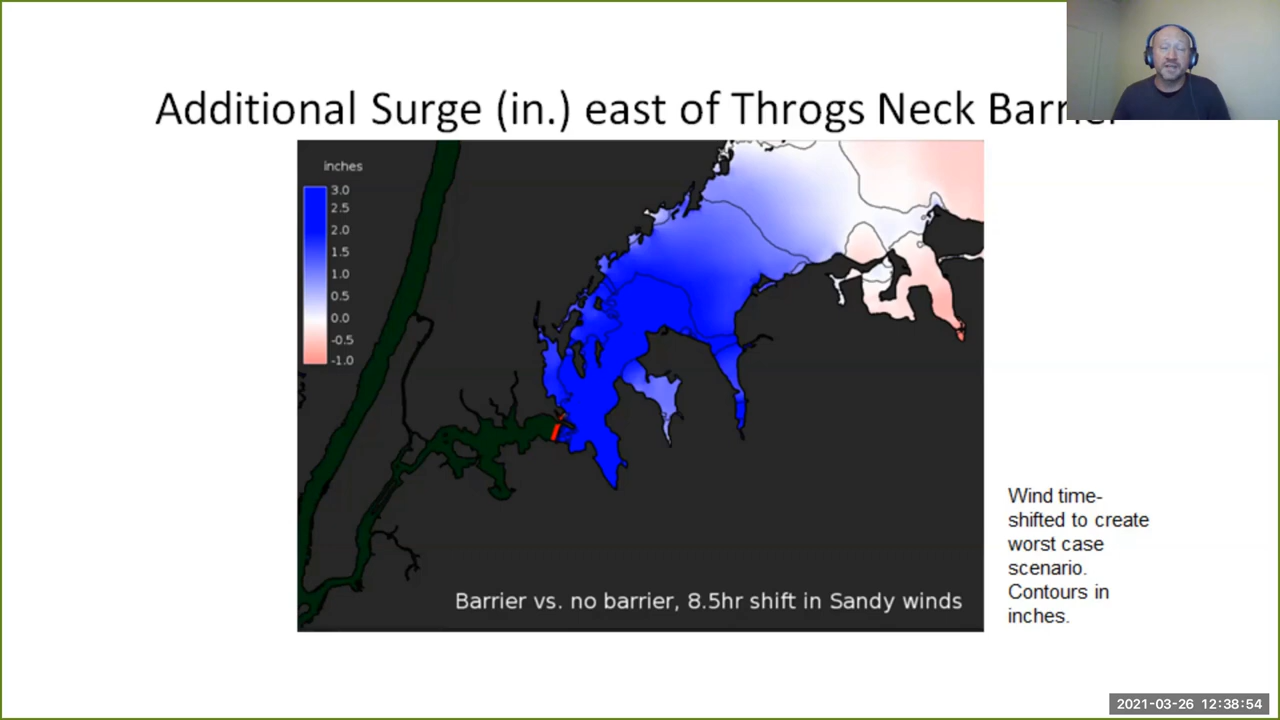 Additional Surge (in.) east of Throgs Neck
inches
3.0
2.5
2.0
1.5
1.0
0.5
0.0
-0.5
-1.0
Barrier vs. no barrier, 8.5hr shift in Sandy winds
Wind time-
shifted to create
worst case
scenario.
Contours in
inches.
2021-03-26 12:38:54